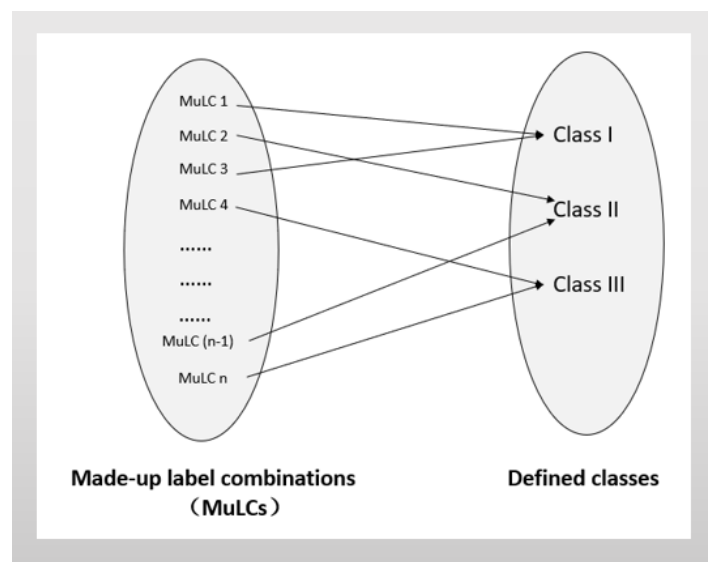 MuLC 1
MuLC 2
MuLC 3
MuLC 4
......
......
......
MuLC (n-1)
MuLC n
Class I
Class II
Class III
Made-up label combinations
（MuLCs）
Defined classes